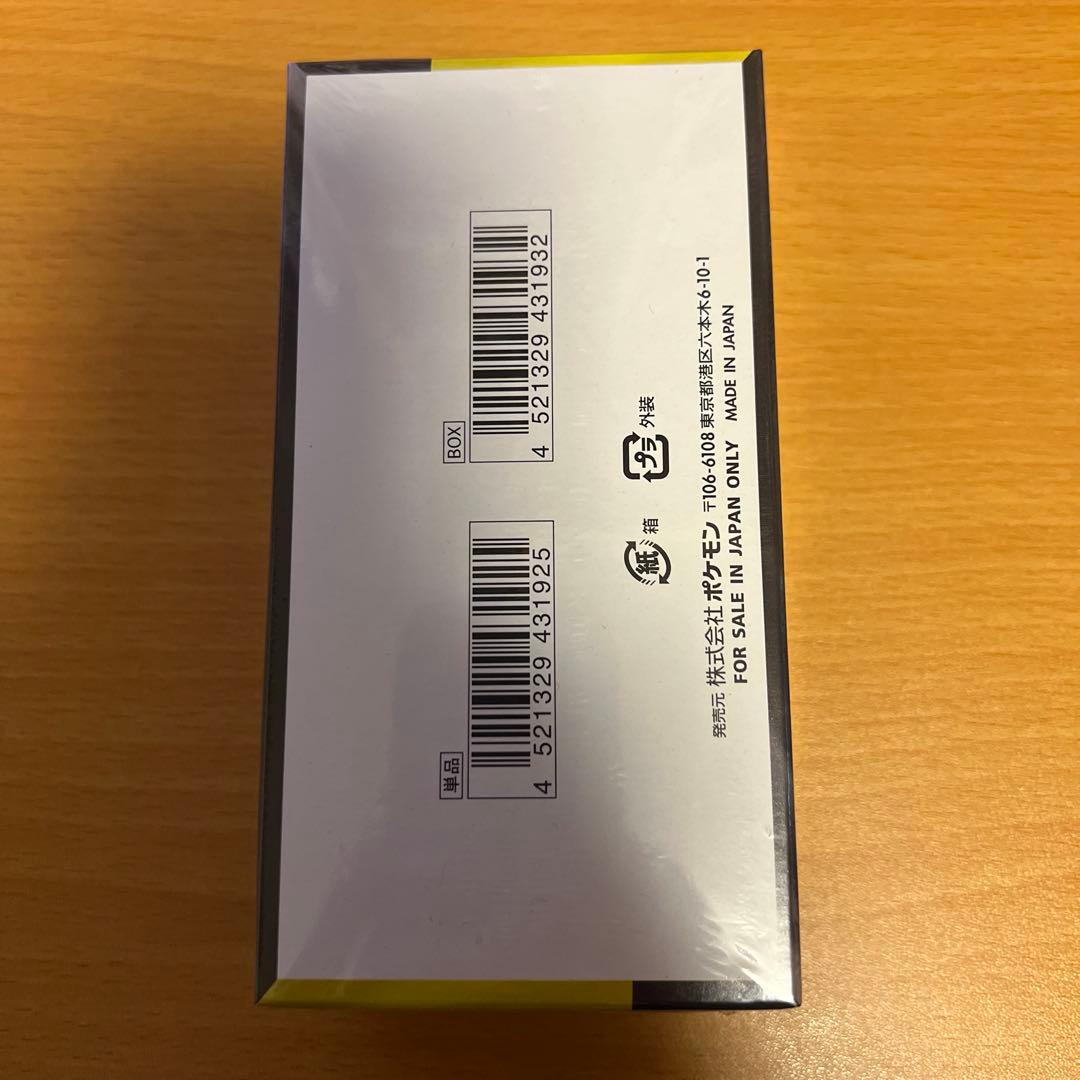 単品
4 521329 431925
BOX
4 521329 431932
紙 箱
プラ 外装
発売元 株式会社 ポケモン 〒106-6108 東京都港区六本木6-10-1
FOR SALE IN JAPAN ONLY MADE IN JAPAN